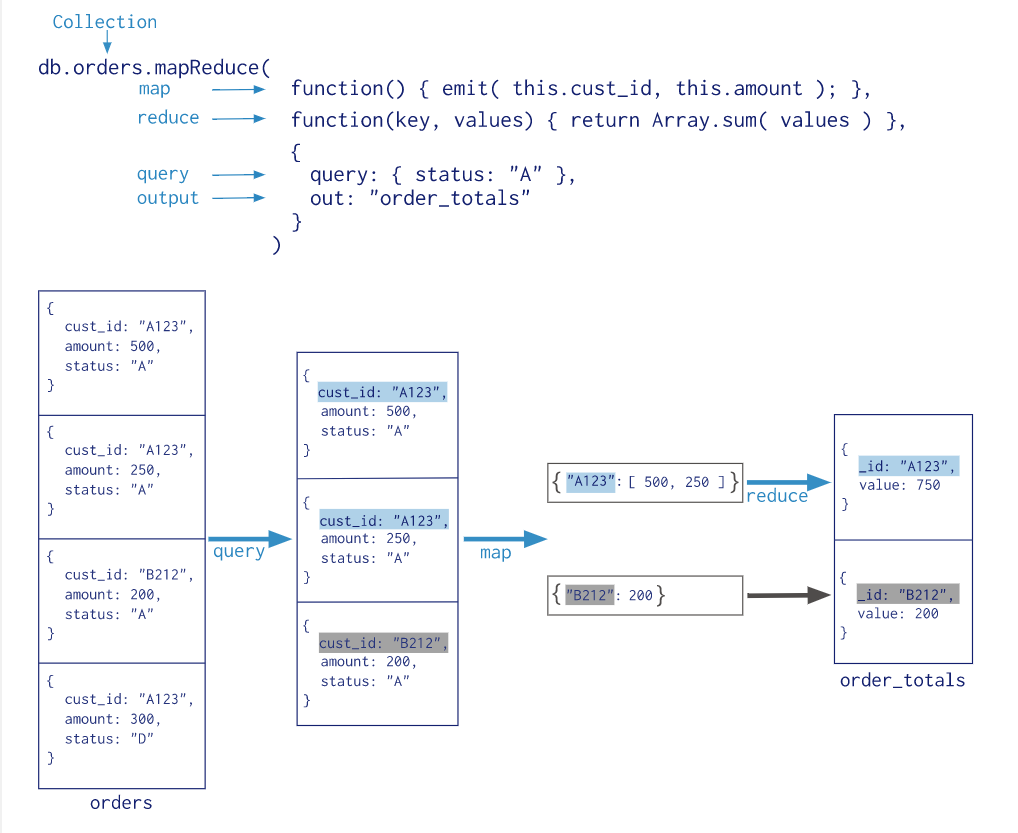 Collection
db.orders.mapReduce(
map function() { emit( this.cust_id, this.amount ); },
reduce function(key, values) { return Array.sum( values ) },
{
query query: { status: "A" },
output out: "order_totals"
}
)
{
cust_id: "A123",
amount: 500,
status: "A"
}
{
cust_id: "A123",
amount: 250,
status: "A"
}
{
cust_id: "B212",
amount: 200,
status: "A"
}
{
cust_id: "A123",
amount: 300,
status: "D"
}
orders
query
{
cust_id: "A123",
amount: 500,
status: "A"
}
{
cust_id: "A123",
amount: 250,
status: "A"
}
{
cust_id: "B212",
amount: 200,
status: "A"
}
map
{"A123": [ 500, 250 ]}
{"B212": 200}
reduce
{
_id: "A123",
value: 750
}
{
_id: "B212",
value: 200
}
order_totals